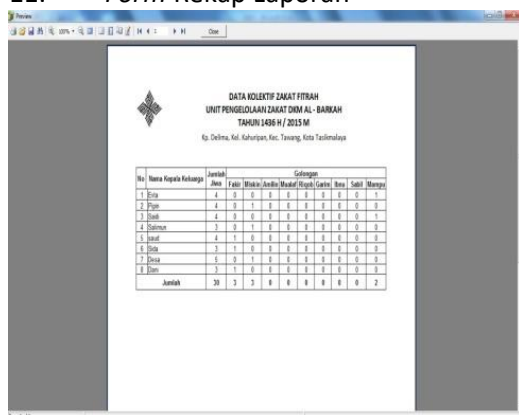 11. Form Rekap Laporan
Preview
100%
Close
DATA KOLEKTIF ZAKAT FITRAH
UNIT PENGELOLAAN ZAKAT DKM AL - BARKAH
TAHUN 1436 H / 2015 M
Kp. Delima, Kel. Kahuripan, Kec. Tawang, Kota Tasikmalaya
No Nama Kepala Keluarga Jumlah Jiwa Golongan
Fakir Miskin Amilin Mualaf Riqob Garim Ibnu Sabil Mampu
1 Evta 4 0 0 0 0 0 0 0 0 1
2 Pipin 4 0 1 0 0 0 0 0 0 0
3 Saidi 4 0 0 0 0 0 0 0 0 1
4 Salimun 3 0 1 0 0 0 0 0 0 0
5 4 1 0 0 0 0 0 0 0 0
6 Sida 3 1 0 0 0 0 0 0 0 0
7 Desa 5 0 1 0 0 0 0 0 0 0
8 Dani 3 1 0 0 0 0 0 0 0 0
Jumlah 30 3 3 0 0 0 0 0 0 2